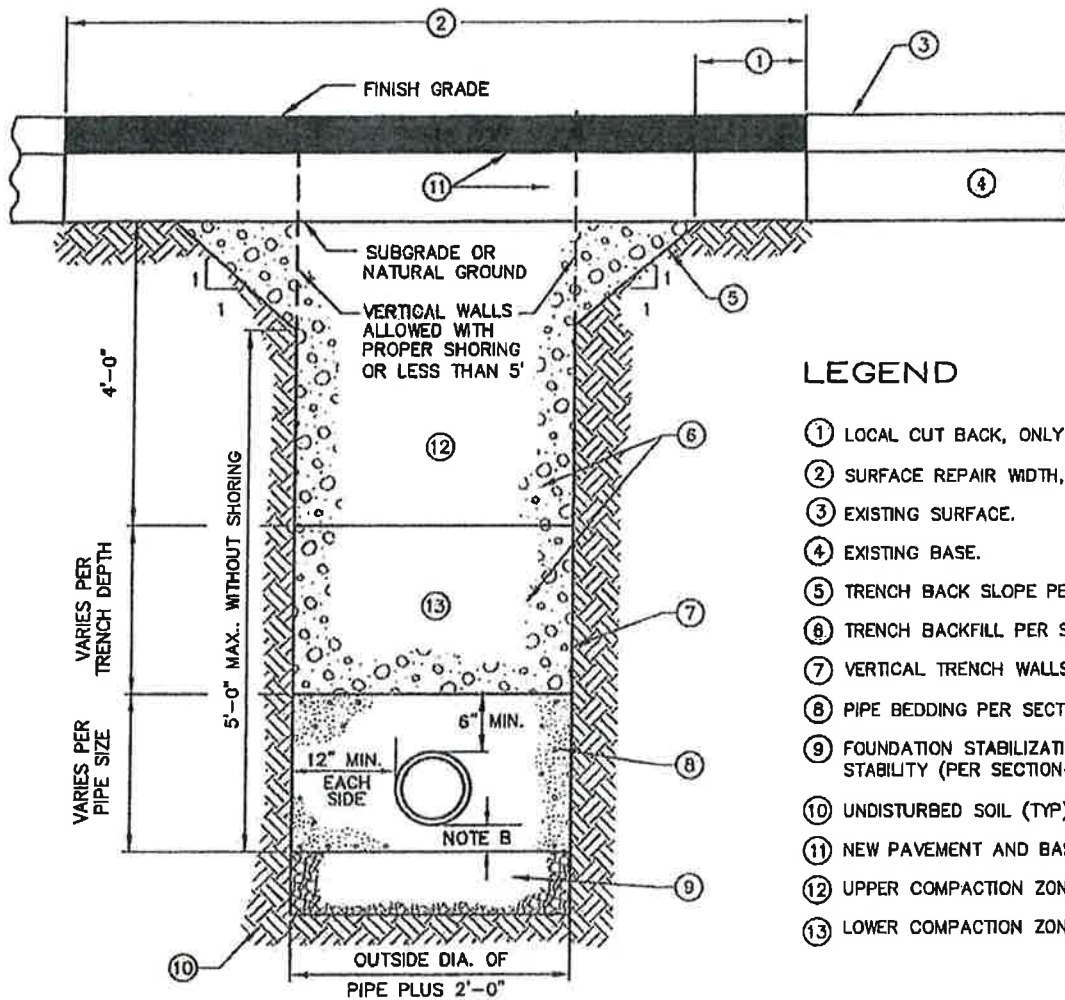 2
1
3
FINISH GRADE
11
4
SUBGRADE OR
NATURAL GROUND
1
1
1
1
VERTICAL WALLS
ALLOWED WITH
PROPER SHORING
OR LESS THAN 5'
5
4'-0"
5'-0" MAX.. WITHOUT SHORING
12
6
VARIES PER
TRENCH DEPTH
13
7
VARIES PER
PIPE SIZE
6" MIN.
12" MIN.
EACH
SIDE
8
NOTE B
9
10
OUTSIDE DIA. OF
PIPE PLUS 2'-0"
LEGEND
1 LOCAL CUT BACK, ONLY
2 SURFACE REPAIR WIDTH,
3 EXISTING SURFACE.
4 EXISTING BASE.
5 TRENCH BACK SLOPE PE
6 TRENCH BACKFILL PER S
7 VERTICAL TRENCH WALLS
8 PIPE BEDDING PER SECT
9 FOUNDATION STABILIZATI
STABILITY (PER SECTION
10 UNDISTURBED SOIL (TYP)
11 NEW PAVEMENT AND BAS
12 UPPER COMPACTION ZON
13 LOWER COMPACTION ZON